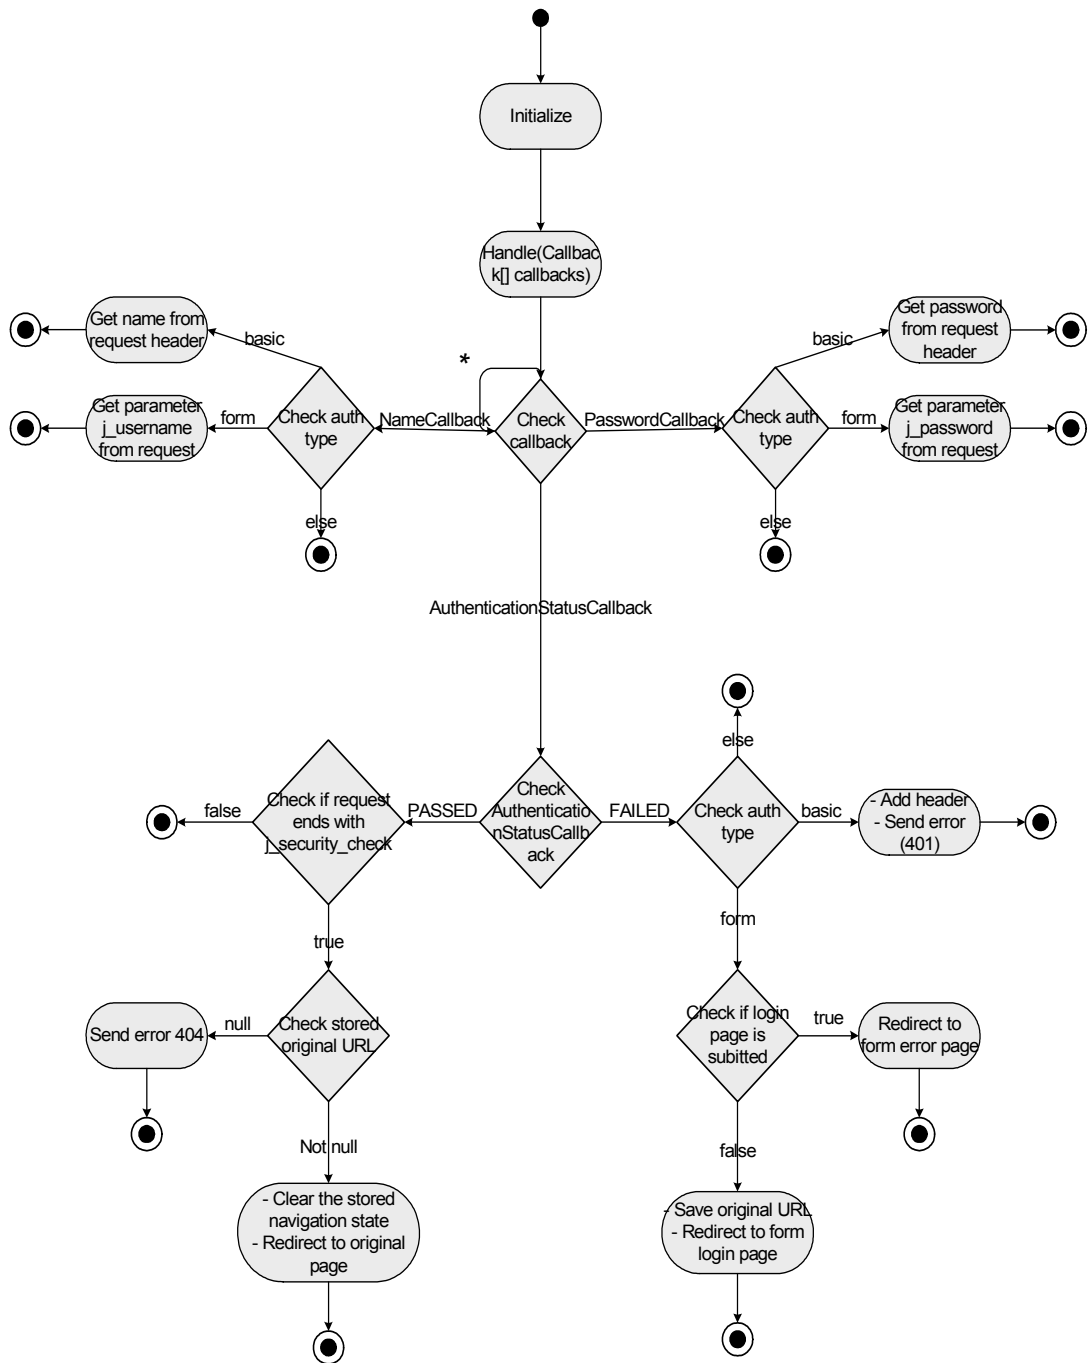 Initialize
Handle(Callbac
k[] callbacks)
Get name from
request header
basic
*
Get password
from request
header
basic
Get parameter
j_username
from request
form
Check auth
type
NameCallback
Check
callback
PasswordCallback
Check auth
type
form
Get parameter
j_password
from request
else
else
AuthenticationStatusCallback
else
false
Check if request
ends with
j_security_check
PASSED
Check
Authenticatio
nStatusCallb
ack
FAILED
Check auth
type
basic
- Add header
- Send error
(401)
true
form
Send error 404
null
Check stored
original URL
Check if login
page is
subitted
true
Redirect to
form error page
Not null
false
- Clear the stored
navigation state
- Redirect to original
page
- Save original URL
- Redirect to form
login page